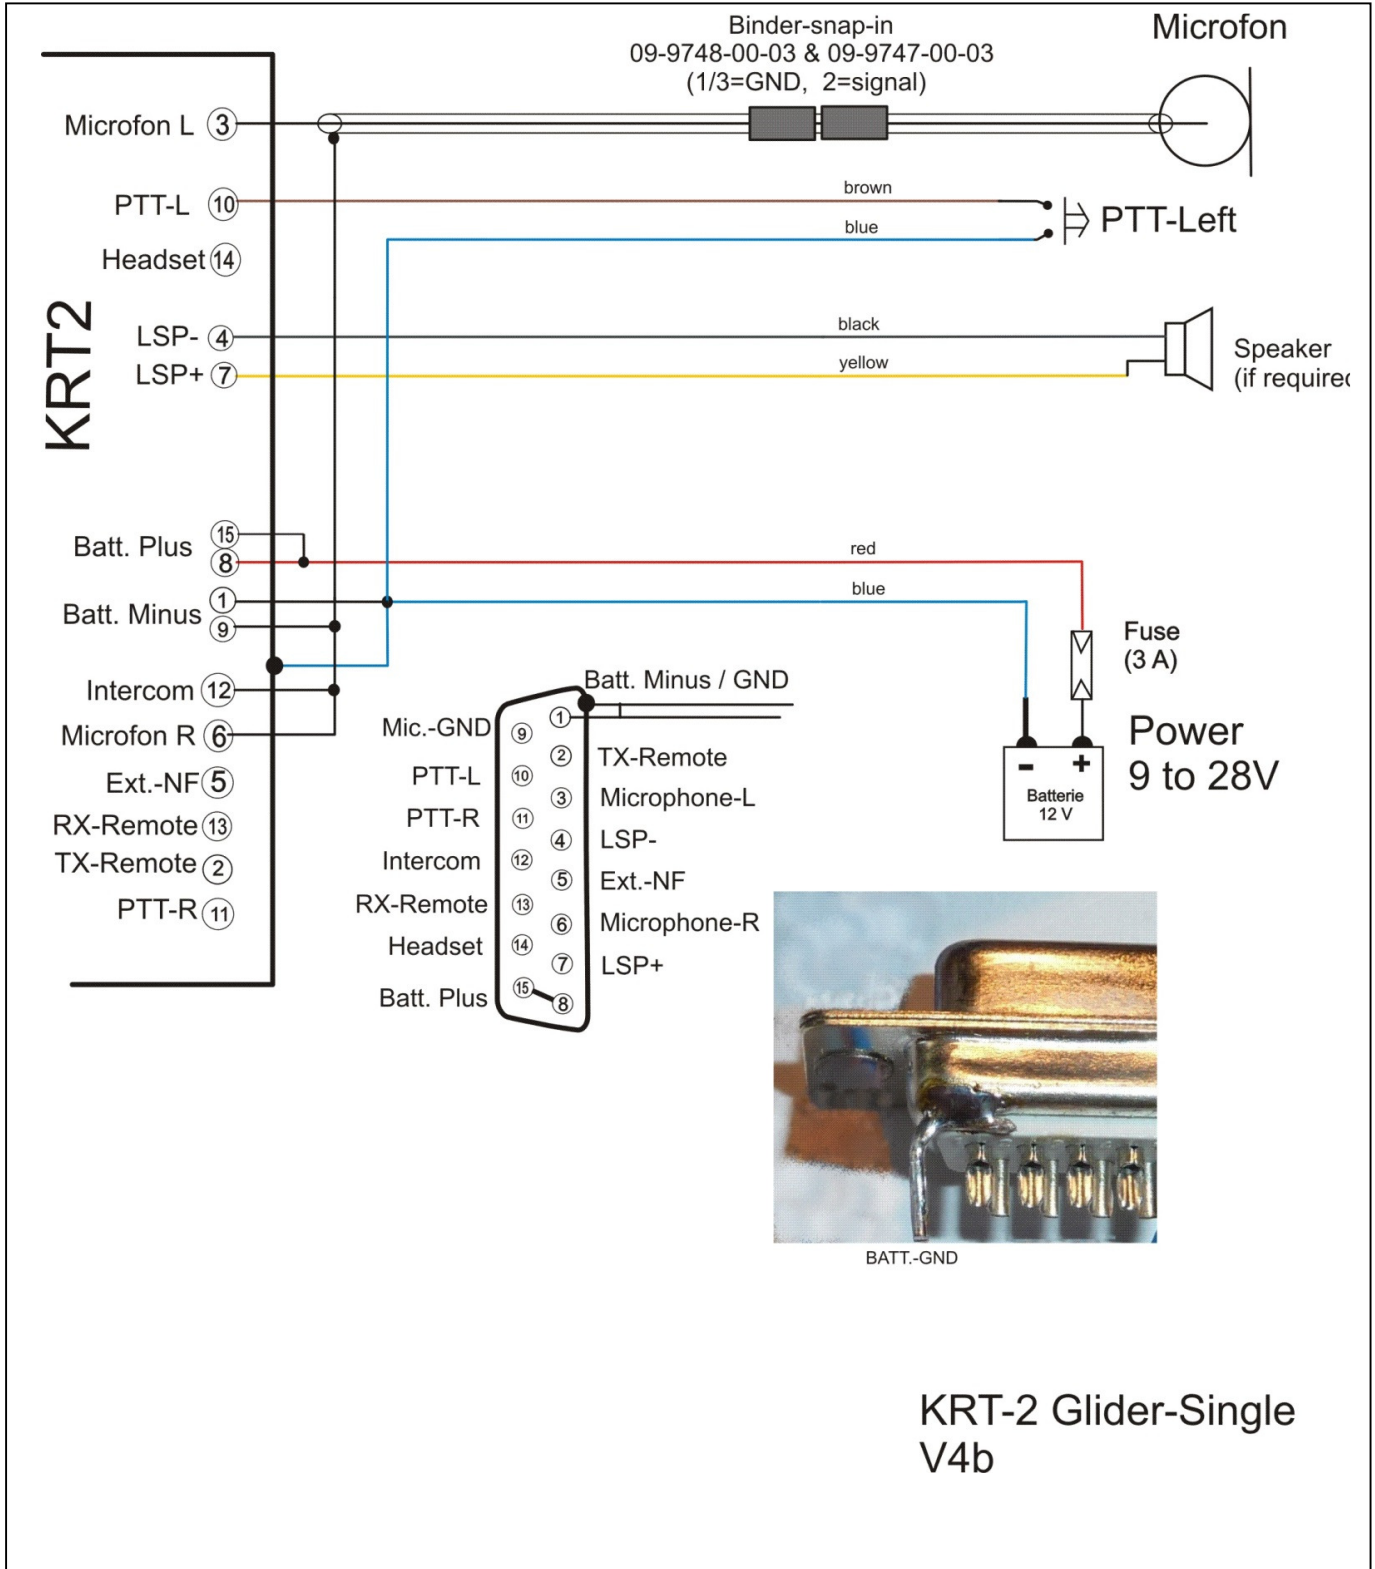 Binder-snap-in
09-9748-00-03 & 09-9747-00-03
(1/3=GND, 2=signal)
Microfon
KRT2
Microfon L 3
PTT-L 10
brown
blue
PTT-Left
Headset 14
LSP- 4
black
LSP+ 7
yellow
Speaker
(if required
Batt. Plus
15
8
red
Batt. Minus
1
9
blue
Fuse
(3 A)
Intercom 12
Microfon R 6
Ext.-NF 5
RX-Remote 13
TX-Remote 2
PTT-R 11
Batt. Minus / GND
1
Mic.-GND 9
2 TX-Remote
PTT-L 10
3 Microphone-L
PTT-R 11
4 LSP-
Intercom 12
5 Ext.-NF
RX-Remote 13
6 Microphone-R
Headset 14
7 LSP+
Batt. Plus 15
8
- +
Batterie
12 V
Power
9 to 28V
BATT.-GND
KRT-2 Glider-Single
V4b